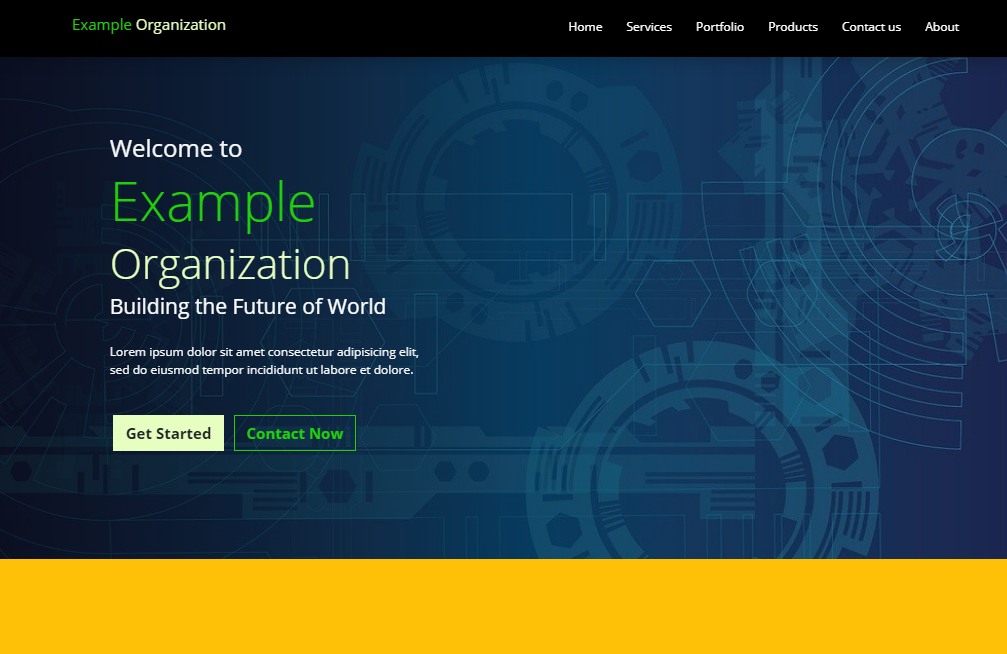 Example Organization
Home Services Portfolio Products Contact us About
Welcome to
Example
Organization
Building the Future of World
Lorem ipsum dolor sit amet consectetur adipisicing elit,
sed do eiusmod tempor incididunt ut labore et dolore.
Get Started Contact Now